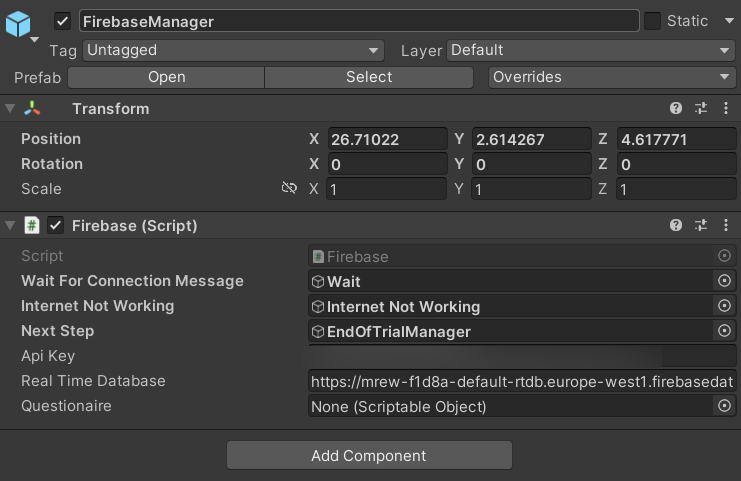 FirebaseManager Static
Tag Untagged Layer Default
Prefab Open Select Overrides
Transform
Position X 26.71022 Y 2.614267 Z 4.617771
Rotation X 0 Y 0 Z 0
Scale X 1 Y 1 Z 1
Firebase (Script)
Script Firebase
Wait For Connection Message Wait
Internet Not Working Internet Not Working
Next Step EndOfTrialManager
Api Key
Real Time Database https://mrew-f1d8a-default-rtdb.europe-west1.firebasedat
Questionaire None (Scriptable Object)
Add Component